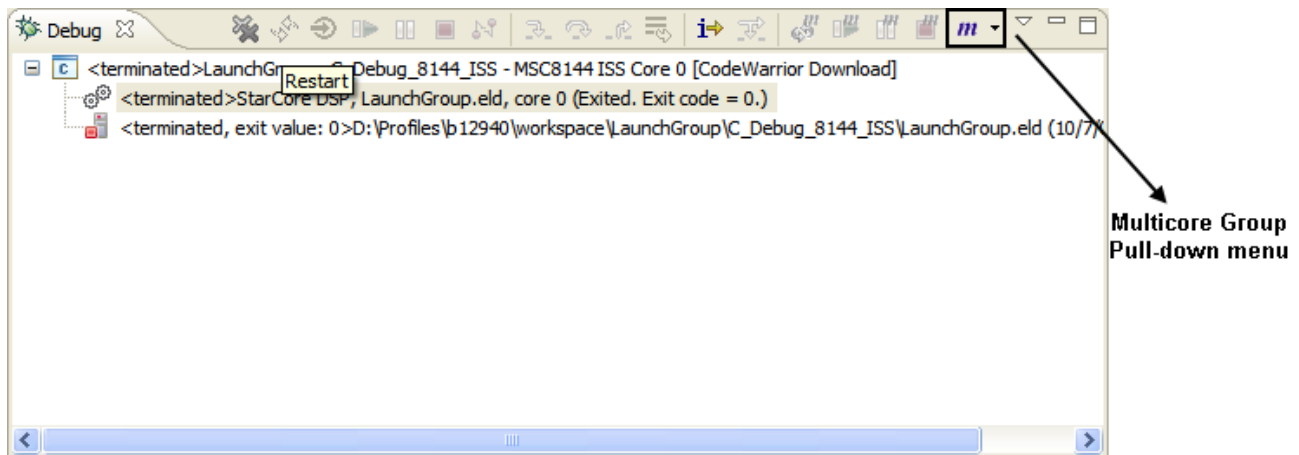 Debug
i
m
<terminated>LaunchGr C_Debug_8144_ISS - MSC8144 ISS Core 0 [CodeWarrior Download]
Restart
<terminated>StarCore DSP, LaunchGroup.eld, core 0 (Exited. Exit code = 0.)
<terminated, exit value: 0>D:\Profiles\b12940\workspace\LaunchGroup\C_Debug_8144_ISS\LaunchGroup.eld (10/7/
Multicore Group
Pull-down menu